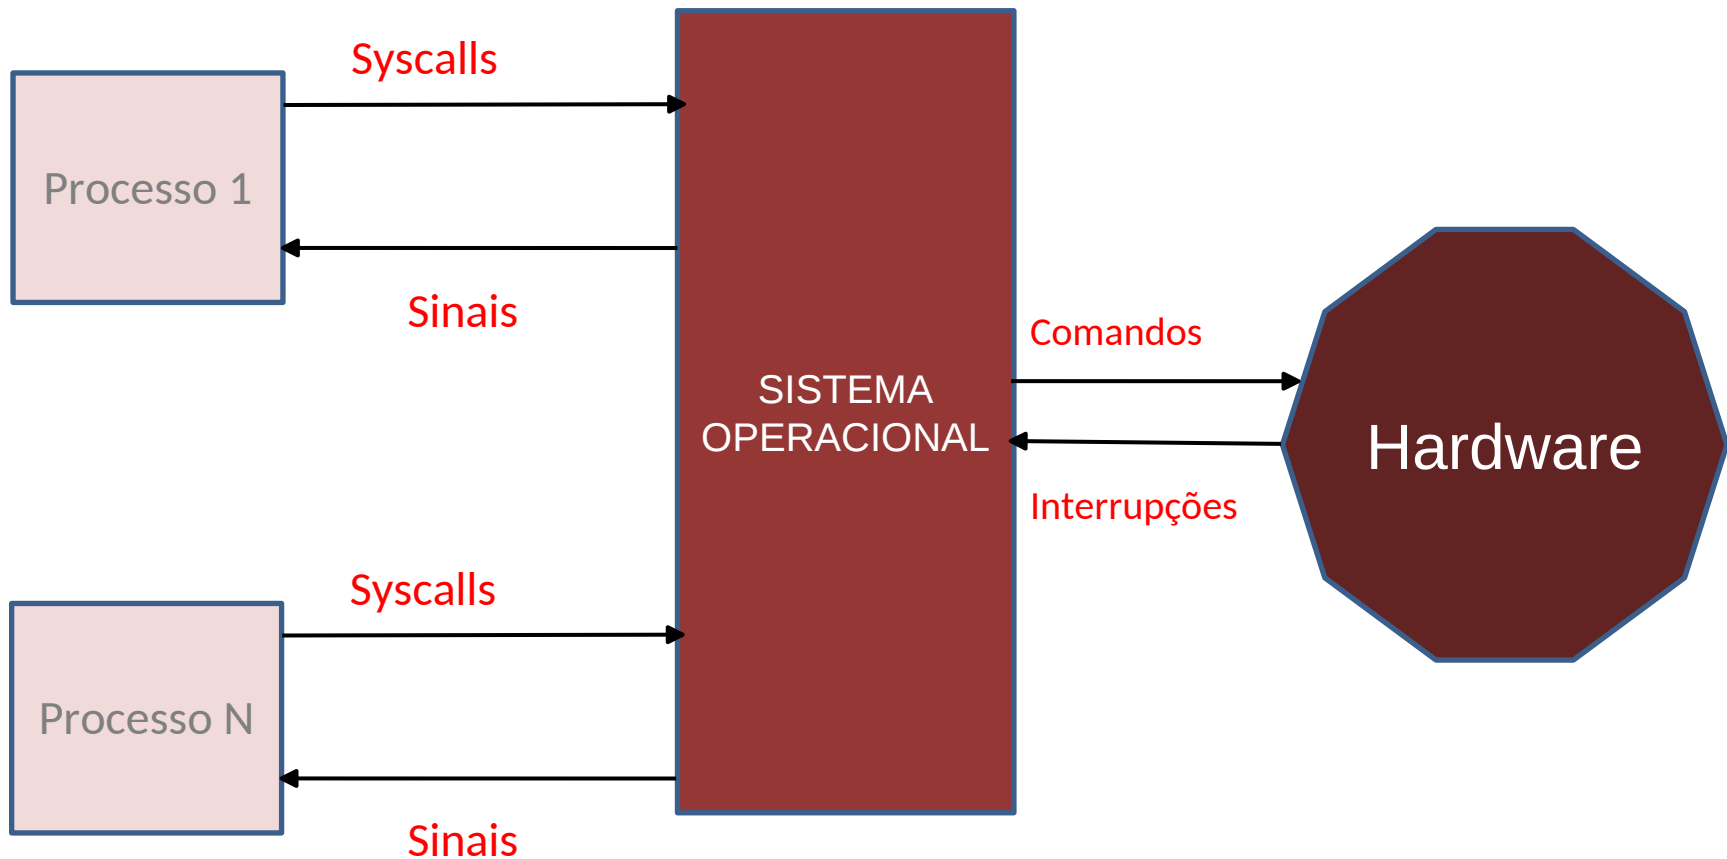 Syscalls
Processo 1
Sinais
SISTEMA
OPERACIONAL
Comandos
Hardware
Interrupções
Syscalls
Processo N
Sinais